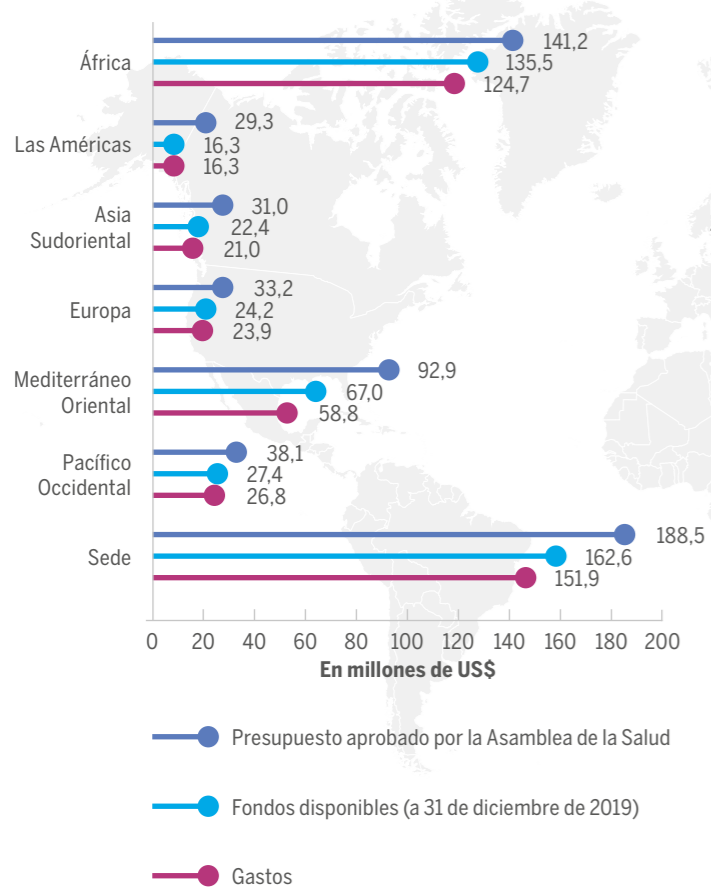 África
141,2
135,5
124,7
Las Américas
29,3
16,3
16,3
Asia
Sudoriental
31,0
22,4
21,0
Europa
33,2
24,2
23,9
Mediterráneo
Oriental
92,9
67,0
58,8
Pacífico
Occidental
38,1
27,4
26,8
Sede
188,5
162,6
151,9
0 20 40 60 80 100 120 140 160 180 200
En millones de US$
Presupuesto aprobado por la Asamblea de la Salud
Fondos disponibles (a 31 de diciembre de 2019)
Gastos